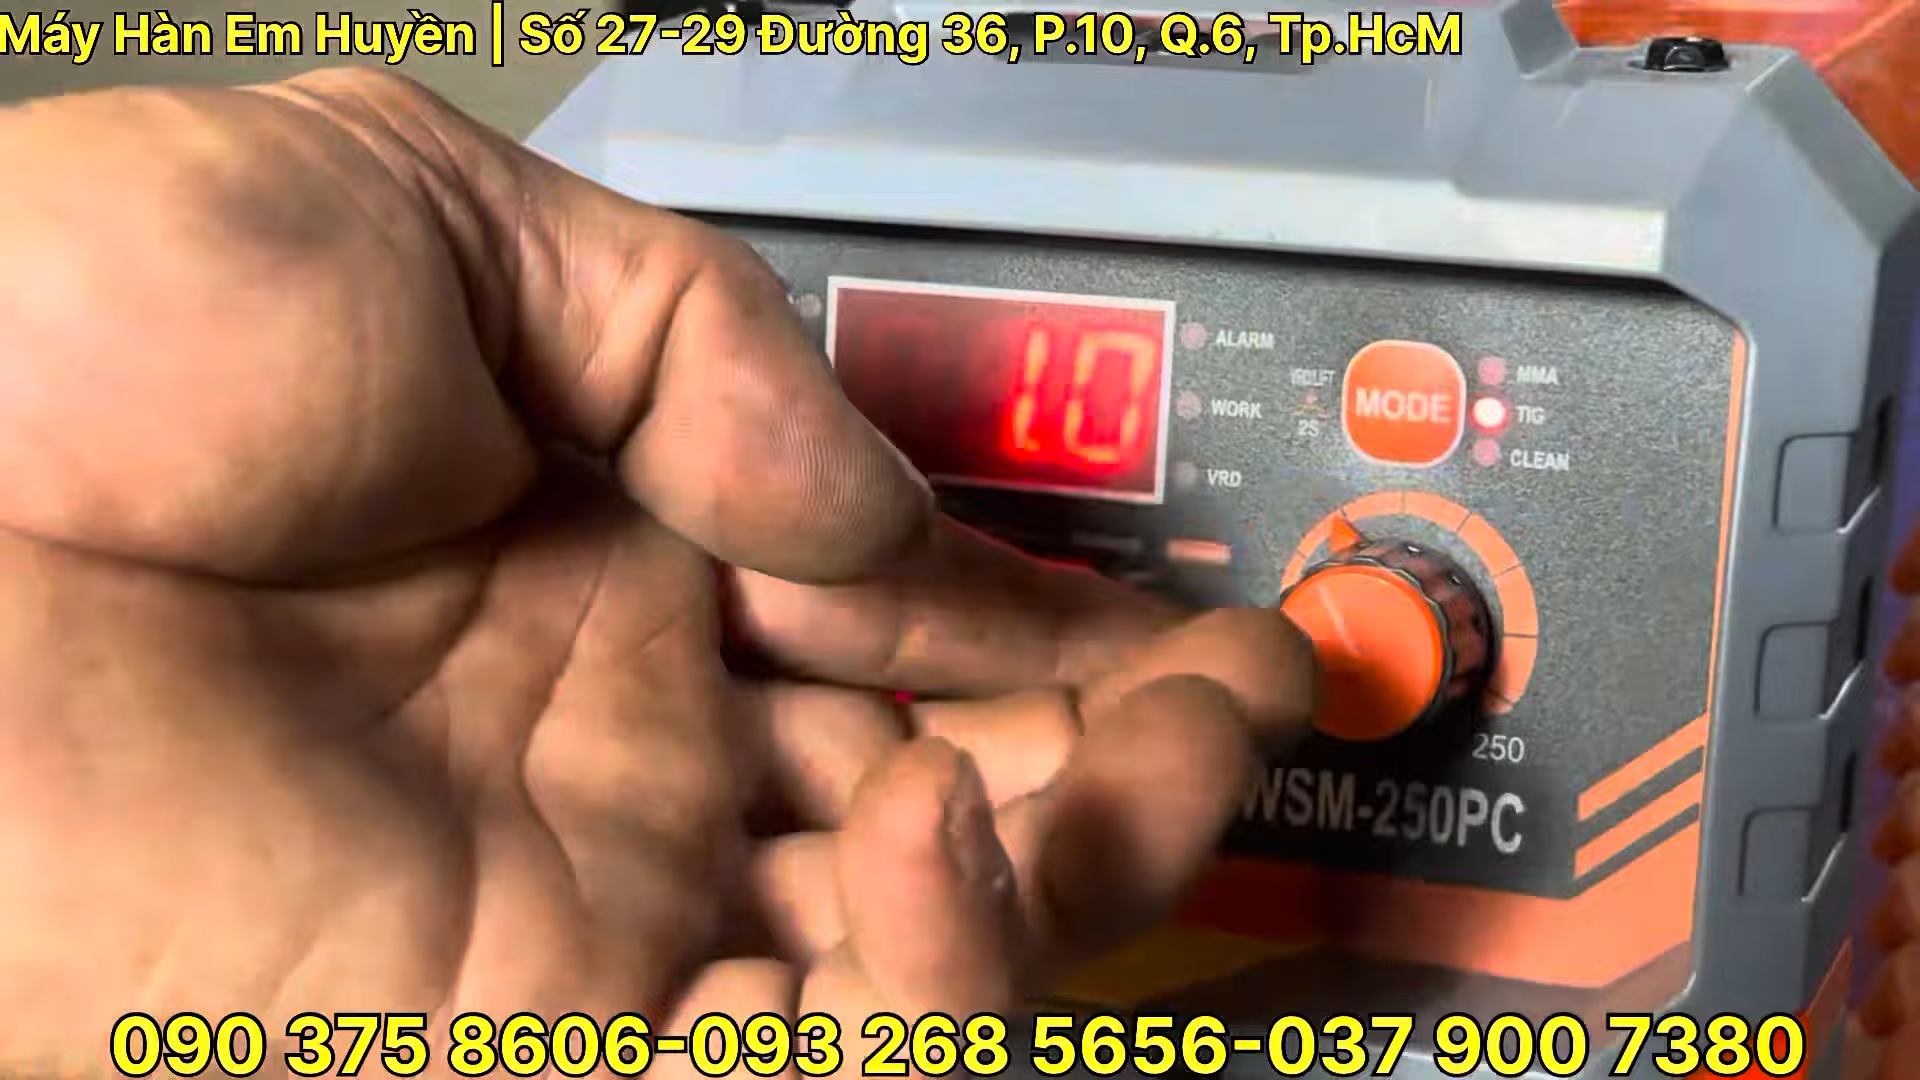 Máy Hàn Em Huyền | Số 27-29 Đường 36, P.10, Q.6, Tp.HcM
10
ALARM
WORK
VRD
2S
MODE
MMA
TIG
CLEAN
250
WSM-250PC
090 375 8606-093 268 5656-037 900 7380